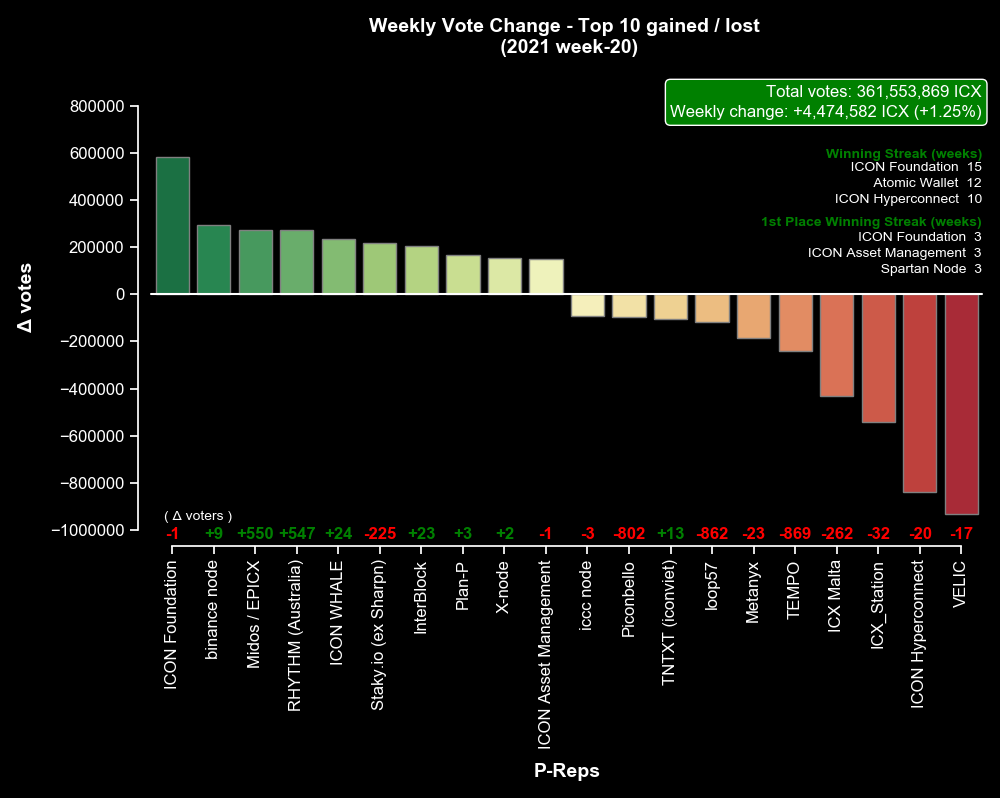 Weekly Vote Change - Top 10 gained / lost
(2021 week-20)
Total votes: 361,553,869 ICX
Weekly change: +4,474,582 ICX (+1.25%)
Winning Streak (weeks)
ICON Foundation 15
Atomic Wallet 12
ICON Hyperconnect 10
1st Place Winning Streak (weeks)
ICON Foundation 3
ICON Asset Management 3
Spartan Node 3
Δ votes
800000
600000
400000
200000
0
−200000
−400000
−600000
−800000
−1000000
( Δ voters )
-1 +9 +550 +547 +24 -225 +23 +3 +2 -1 -3 -802 +13 -862 -23 -869 -262 -32 -20 -17
ICON Foundation
binance node
Midos / EPICX
RHYTHM (Australia)
ICON WHALE
Staky.io (ex Sharpn)
InterBlock
Plan-P
X-node
ICON Asset Management
iccc node
Piconbello
TNTXT (iconviet)
loop57
Metanyx
TEMPO
ICX Malta
ICX_Station
ICON Hyperconnect
VELIC
P-Reps